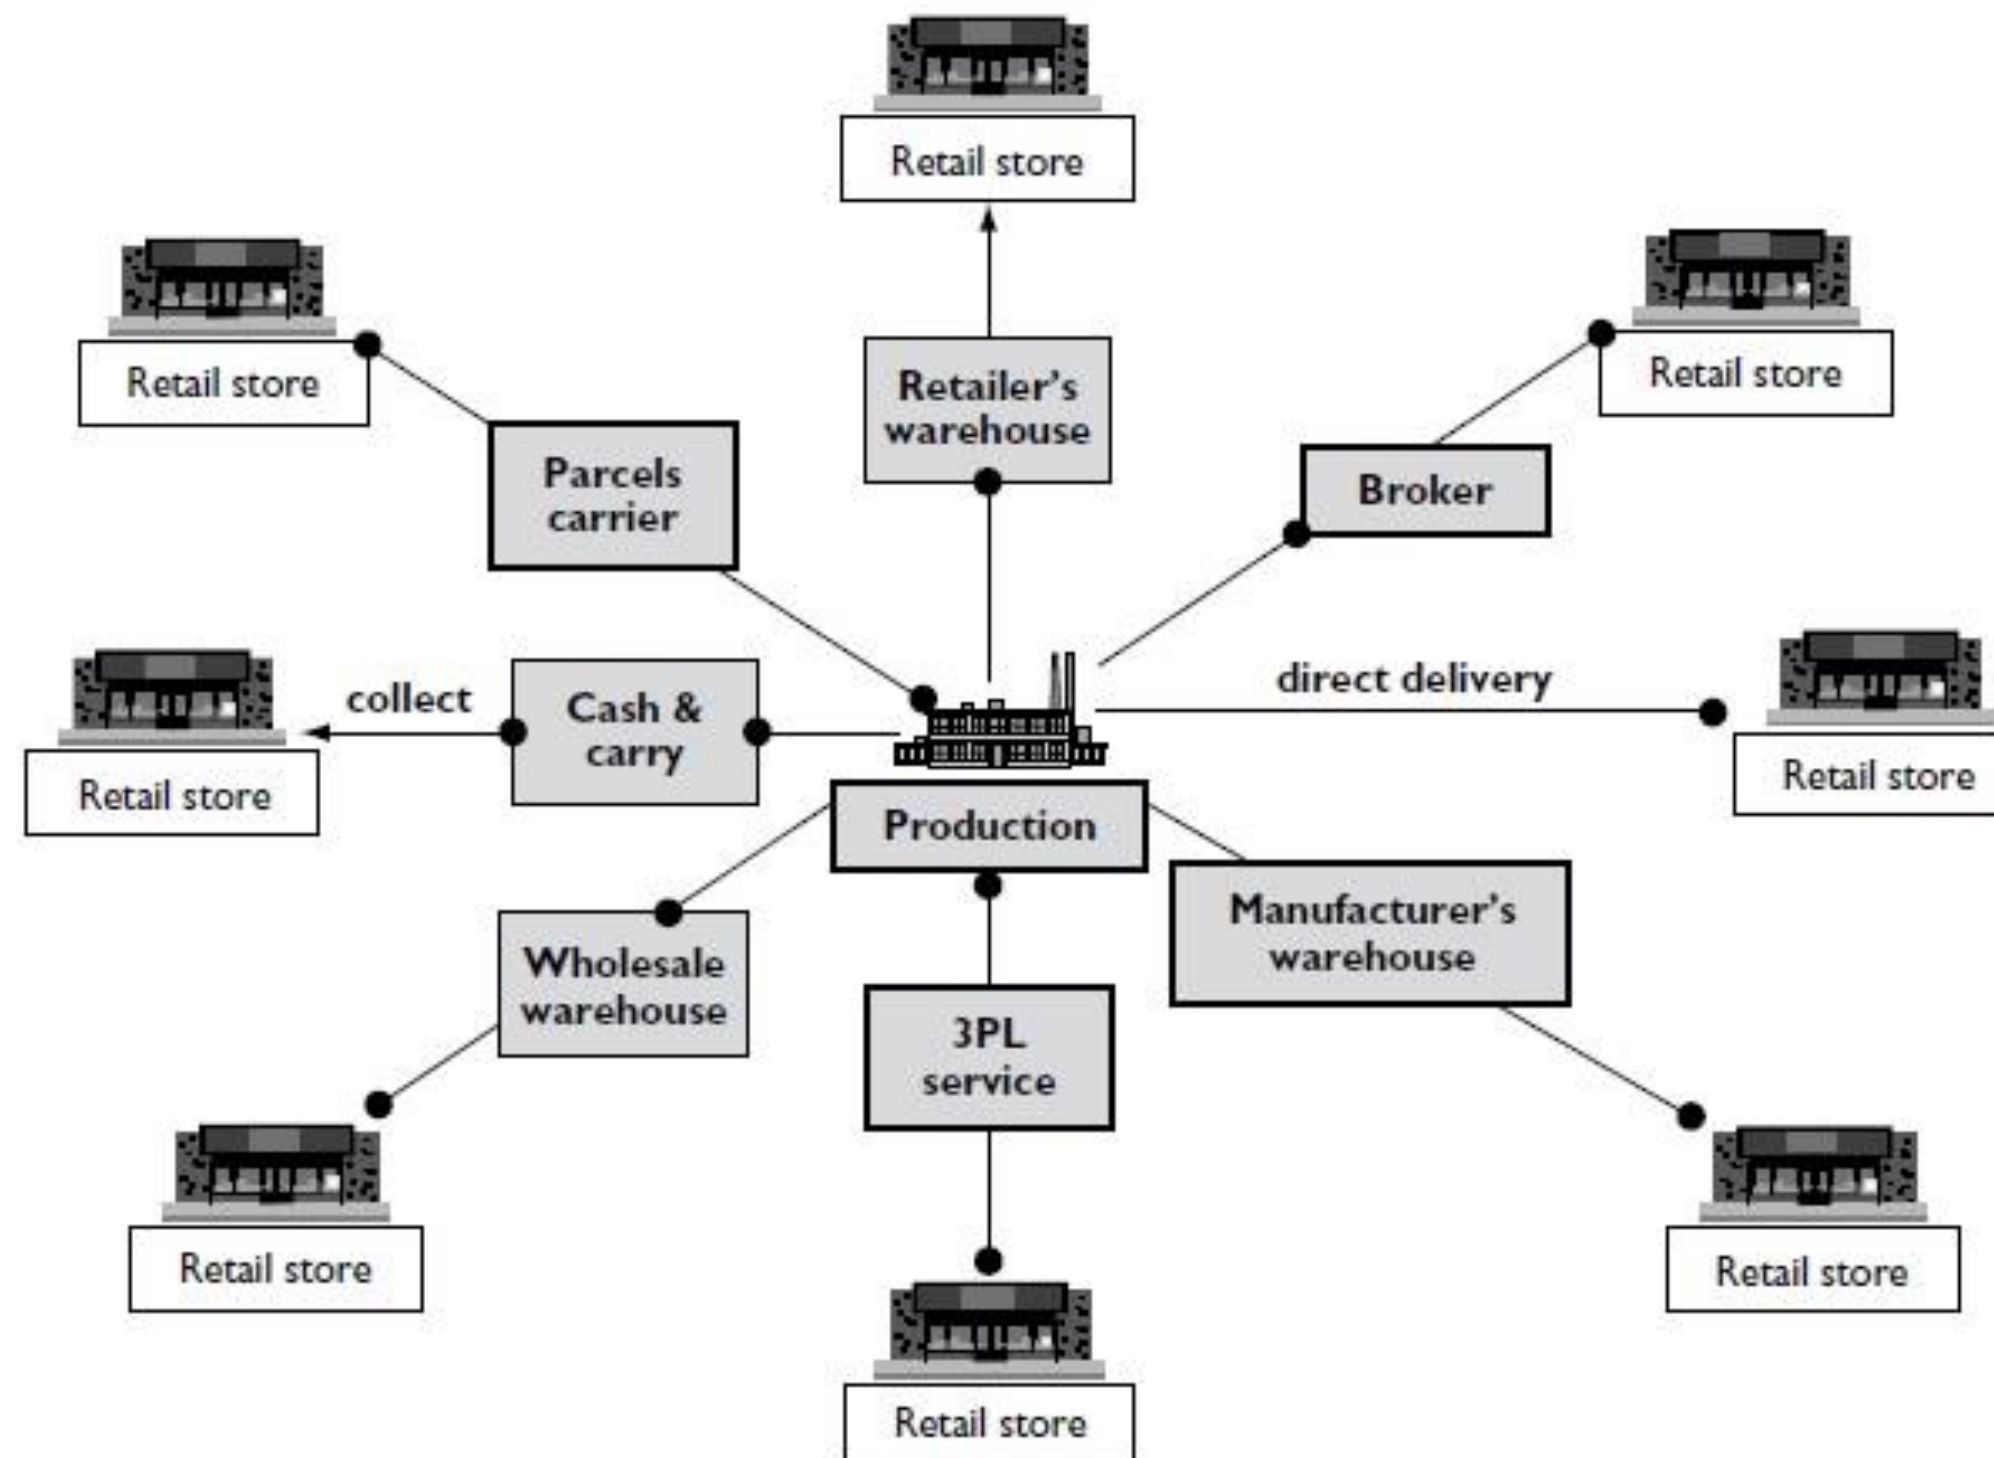 Retail store
Retail store
Retail store
Retailer's
warehouse
Parcels
carrier
Broker
direct delivery
collect
Cash &
carry
Retail store
Retail store
Production
Manufacturer's
warehouse
Wholesale
warehouse
3PL
service
Retail store
Retail store
Retail store